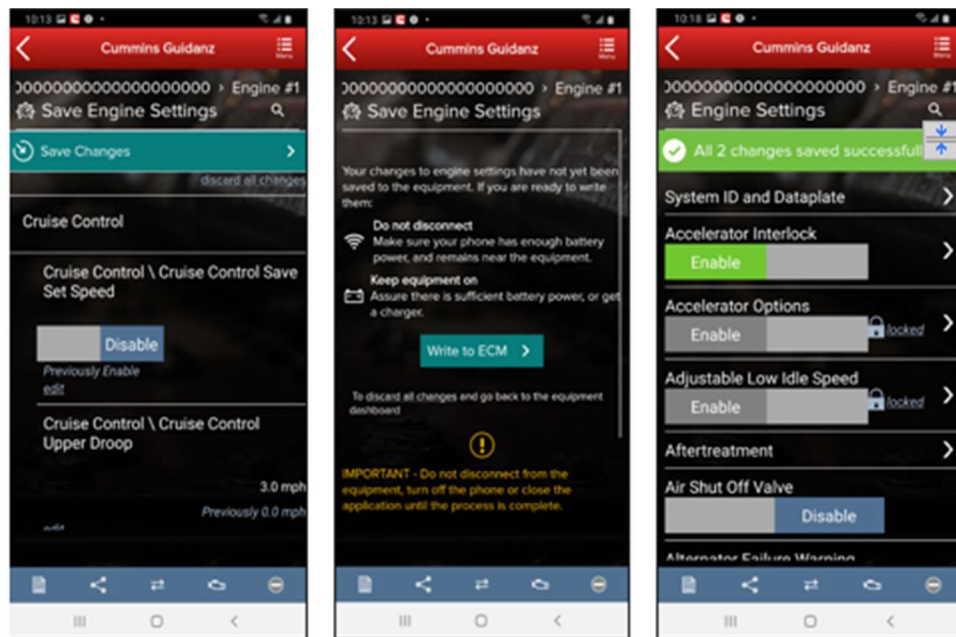 10:13
Cummins Guidanz
Menu
00000000000000000000 > Engine #1
Save Engine Settings
Save Changes
discard all changes
Cruise Control
Cruise Control \ Cruise Control Save
Set Speed
Disable
Previously Enable
edit
Cruise Control \ Cruise Control
Upper Droop
3.0 mph
Previously 0.0 mph
edit
10:13
Cummins Guidanz
Menu
00000000000000000000 > Engine #1
Save Engine Settings
Your changes to engine settings have not yet been
saved to the equipment. If you are ready to write
them:
Do not disconnect
Make sure your phone has enough battery
power, and remains near the equipment.
Keep equipment on
Assure there is sufficient battery power, or get
a charger.
Write to ECM
To discard all changes and go back to the equipment
dashboard
IMPORTANT - Do not disconnect from the
equipment, turn off the phone or close the
application until the process is complete.
10:18
Cummins Guidanz
Menu
00000000000000000000 > Engine #1
Engine Settings
All 2 changes saved successful
System ID and Dataplate
Accelerator Interlock
Enable
Accelerator Options
Enable
locked
Adjustable Low Idle Speed
Enable
locked
Aftertreatment
Air Shut Off Valve
Disable
Alternator Failure Warning